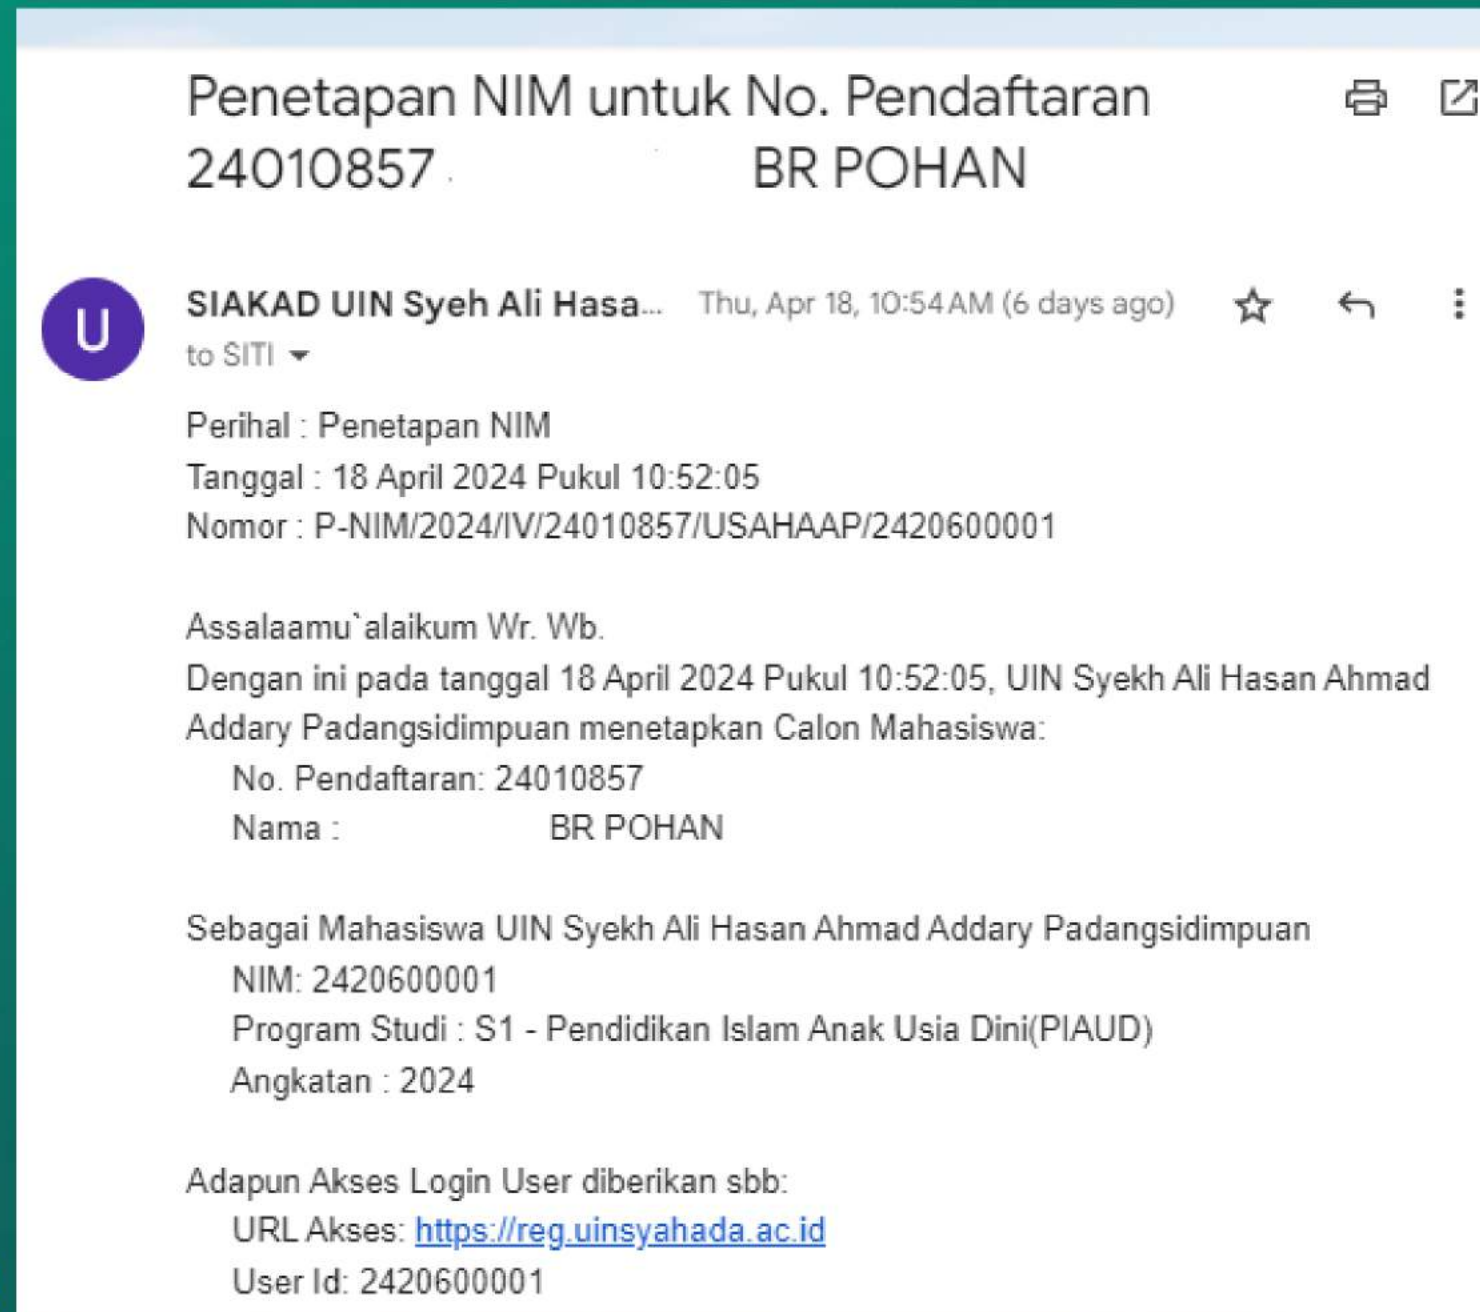 Penetapan NIM untuk No. Pendaftaran
24010857 BR POHAN
U
SIAKAD UIN Syeh Ali Hasa... Thu, Apr 18, 10:54 AM (6 days ago)
to SITI
Perihal : Penetapan NIM
Tanggal : 18 April 2024 Pukul 10:52:05
Nomor : P-NIM/2024/IV/24010857/USAHAAP/2420600001
Assalaamu`alaikum Wr. Wb.
Dengan ini pada tanggal 18 April 2024 Pukul 10:52:05, UIN Syekh Ali Hasan Ahmad
Addary Padangsidimpuan menetapkan Calon Mahasiswa:
No. Pendaftaran: 24010857
Nama : BR POHAN
Sebagai Mahasiswa UIN Syekh Ali Hasan Ahmad Addary Padangsidimpuan
NIM: 2420600001
Program Studi : S1 - Pendidikan Islam Anak Usia Dini(PIAUD)
Angkatan : 2024
Adapun Akses Login User diberikan sbb:
URL Akses: https://reg.uinsyahada.ac.id
User Id: 2420600001